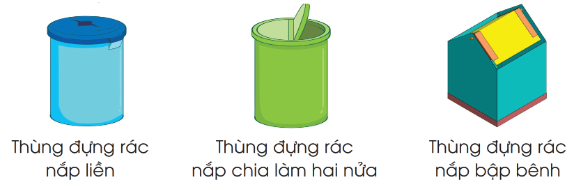 Thùng đựng rác
nắp liền
Thùng đựng rác
nắp chia làm hai nửa
Thùng đựng rác
nắp bập bênh